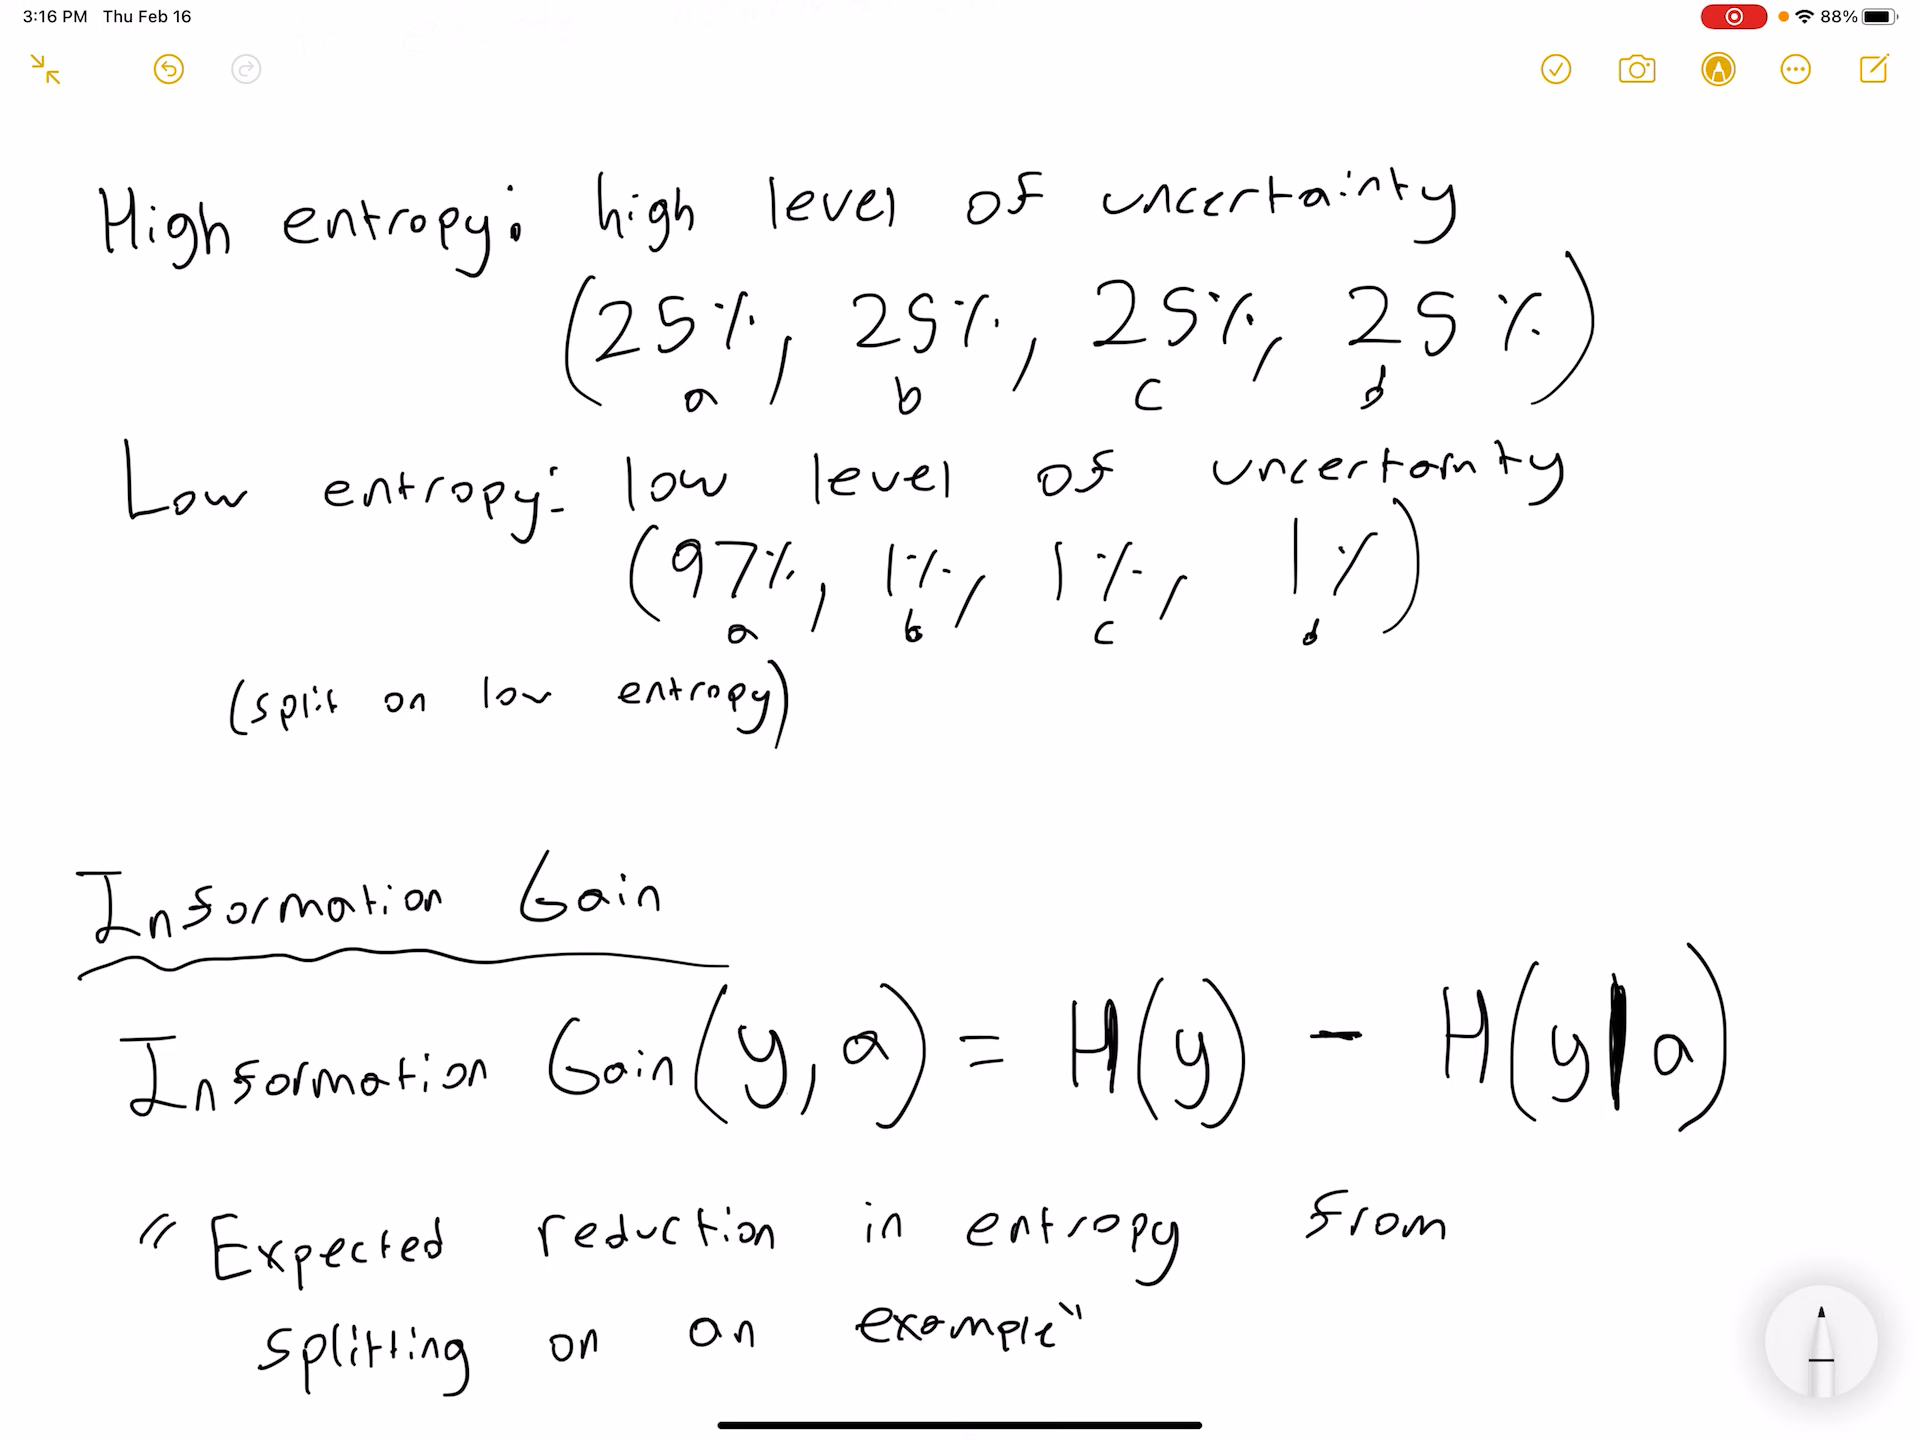 3:16 PM Thu Feb 16
88%
High entropy: high level of uncertainty
(25%, 25%, 25%, 25%)
a b c d
Low entropy: low level of uncertainty
(97%, 1%, 1%, 1%)
a b c d
(split on low entropy)
Information Gain
Information Gain(y, a) = H(y) - H(y|a)
"Expected reduction in entropy from
splitting on an example"